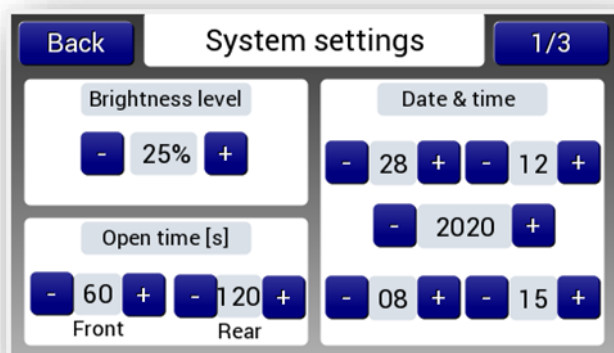 Back System settings 1/3
Brightness level
- 25% +
Open time [s]
- 60 + - 120 +
Front Rear
Date & time
- 28 + - 12 +
- 2020 +
- 08 + - 15 +